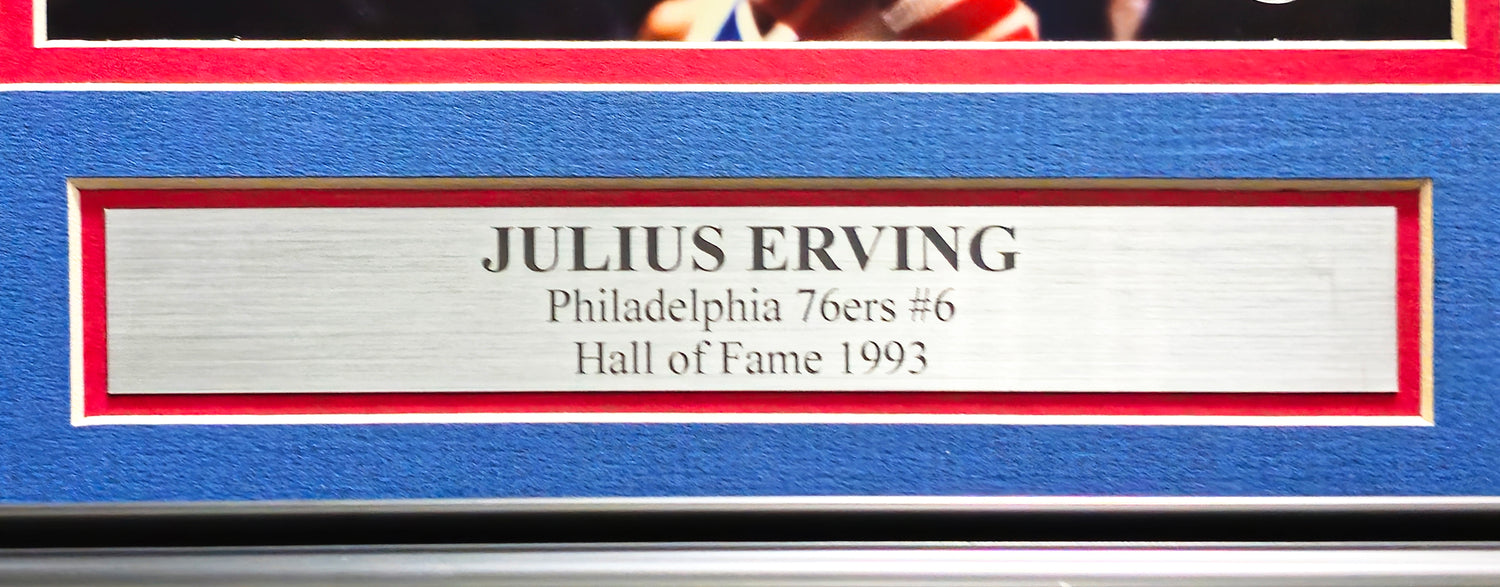 JULIUS ERVING
Philadelphia 76ers #6
Hall of Fame 1993